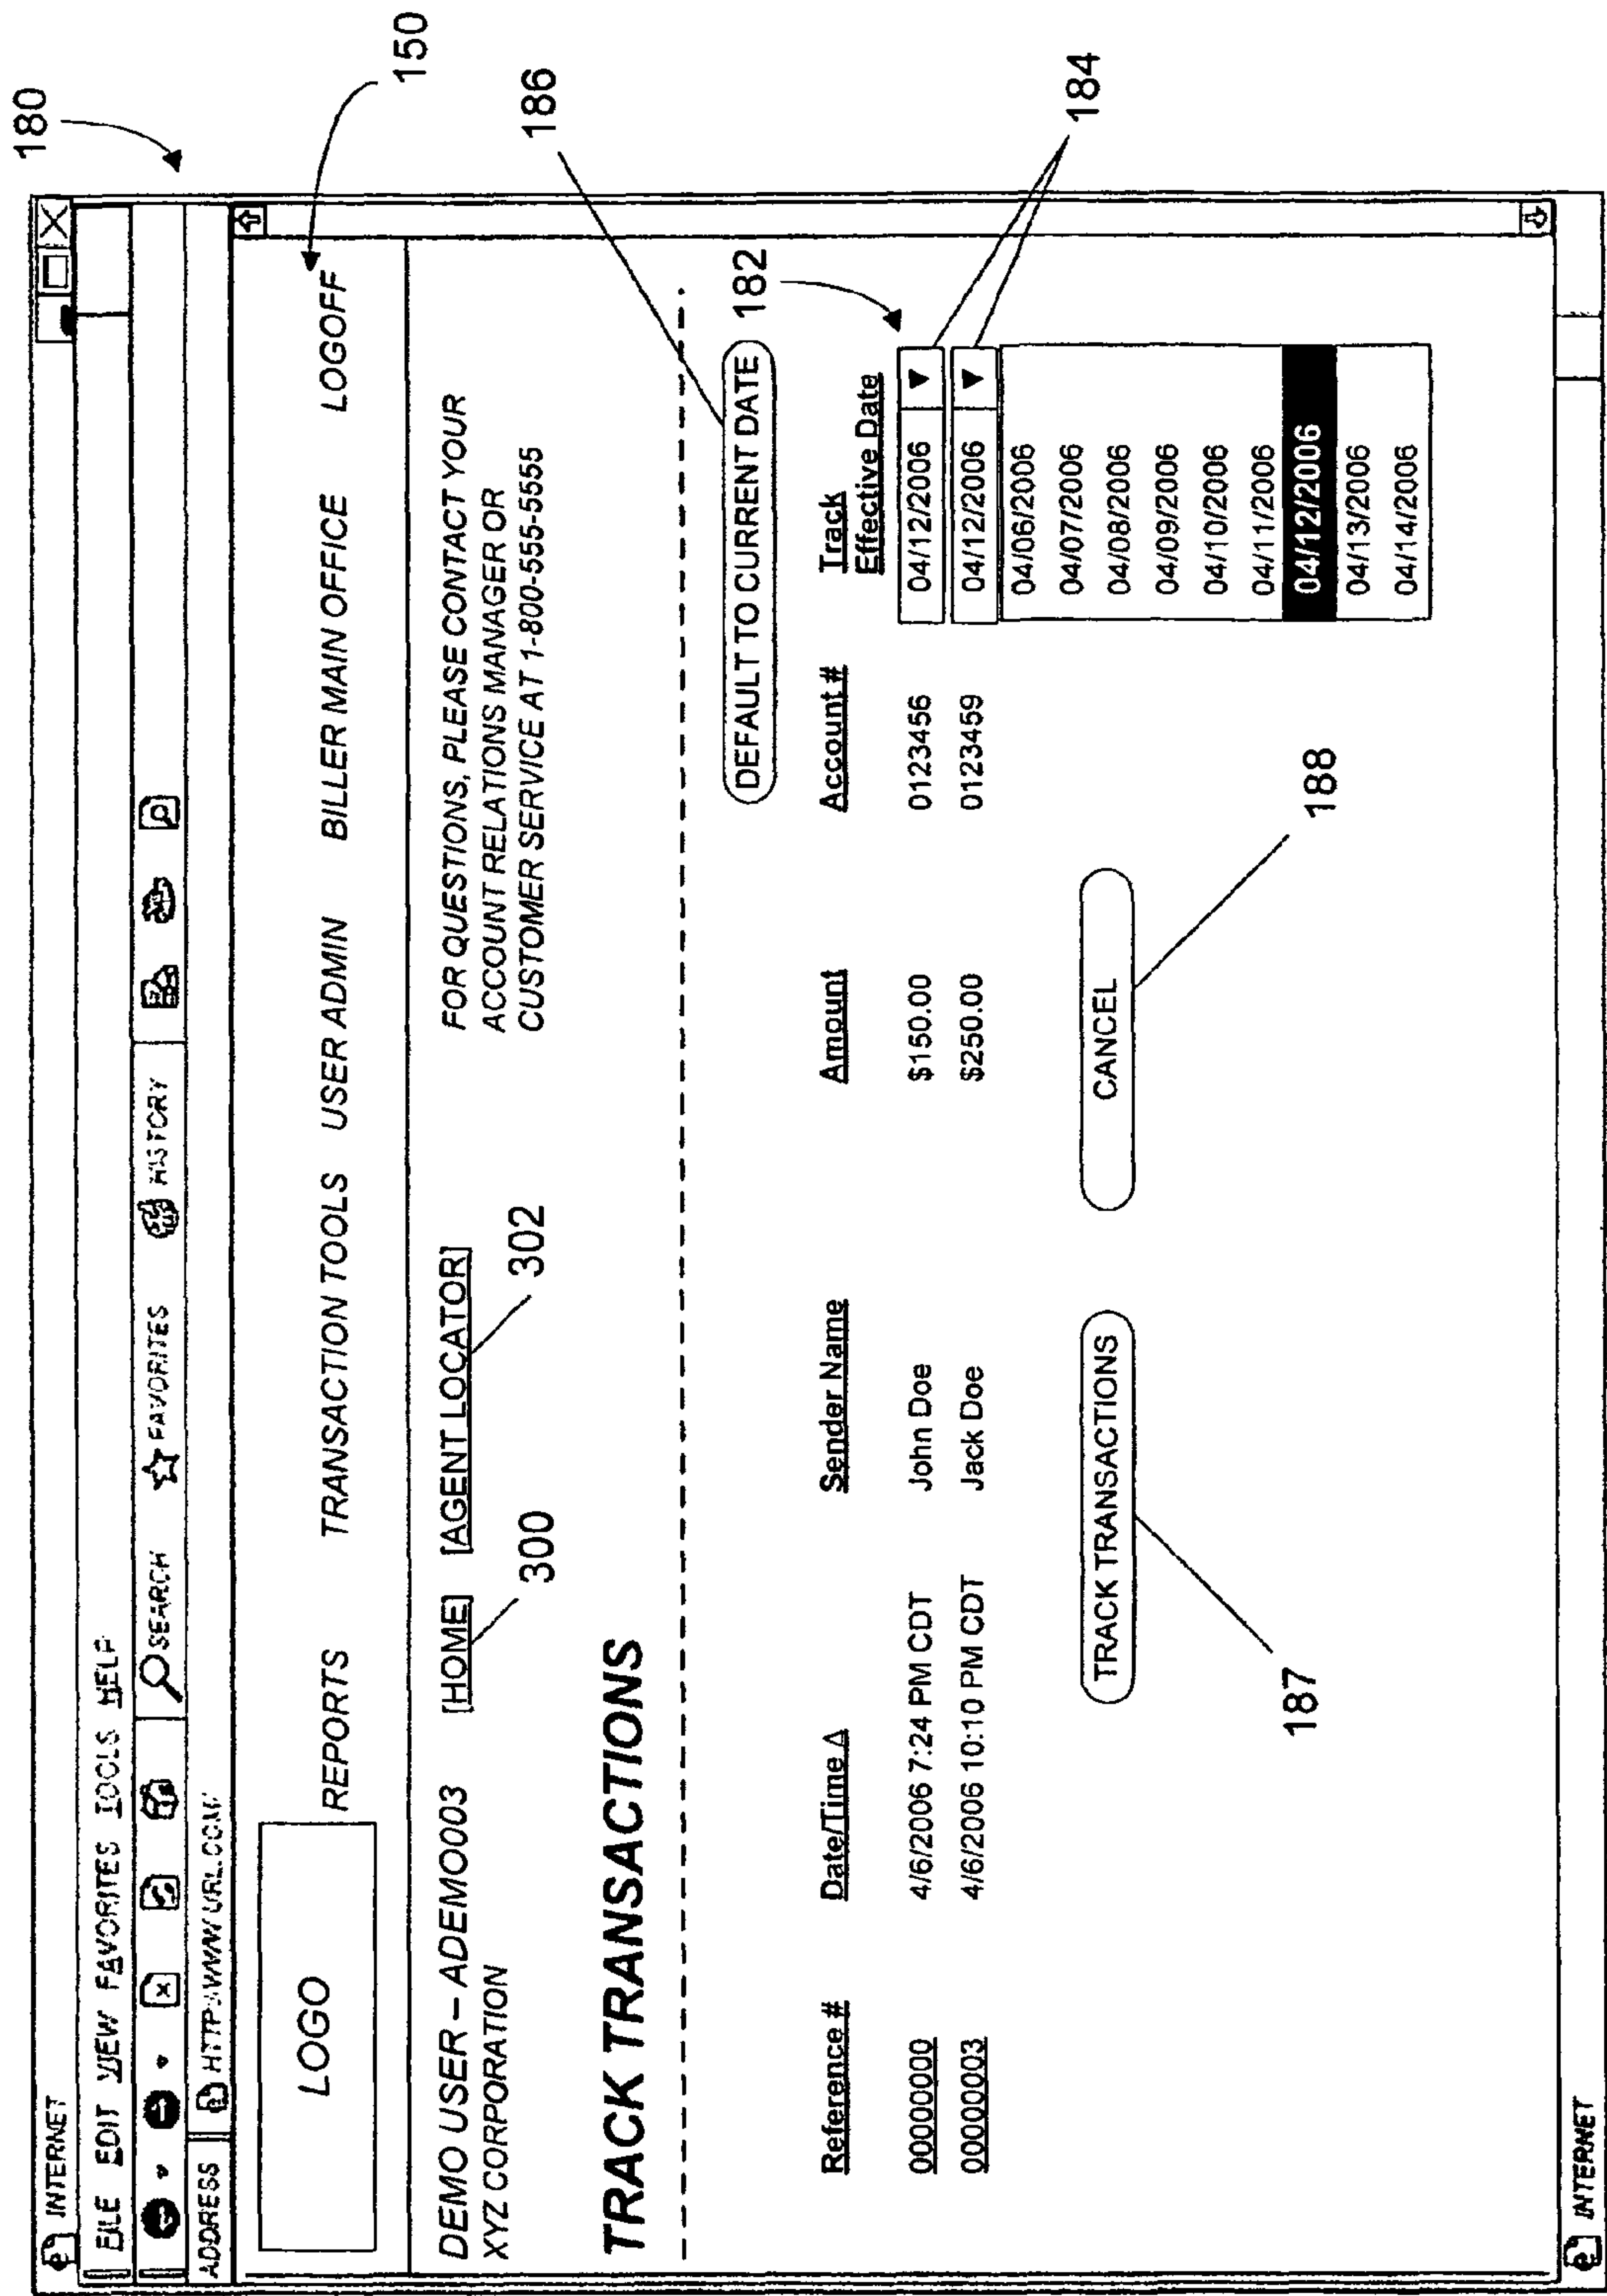 180
INTERNET
FILE EDIT VIEW FAVORITES TOOLS HELP
SEARCH FAVORITES HISTORY
ADDRESS HTTP://WWW.URL.COM/
150
LOGO
REPORTS TRANSACTION TOOLS USER ADMIN BILLER MAIN OFFICE LOGOFF
DEMO USER – ADEMO003 [HOME] [AGENT LOCATOR] FOR QUESTIONS, PLEASE CONTACT YOUR
XYZ CORPORATION ACCOUNT RELATIONS MANAGER OR
CUSTOMER SERVICE AT 1-800-555-5555
300 302 186
TRACK TRANSACTIONS
DEFAULT TO CURRENT DATE 182
Reference # Date/Time Δ Sender Name Amount Account # Track
Effective Date
0000000 4/6/2006 7:24 PM CDT John Doe $150.00 0123456 04/12/2006 ▼
00000003 4/6/2006 10:10 PM CDT Jack Doe $250.00 0123459 04/12/2006 ▼
184
04/06/2006
04/07/2006
04/08/2006
04/09/2006
04/10/2006
04/11/2006
04/12/2006
04/13/2006
04/14/2006
TRACK TRANSACTIONS CANCEL
187 188
INTERNET